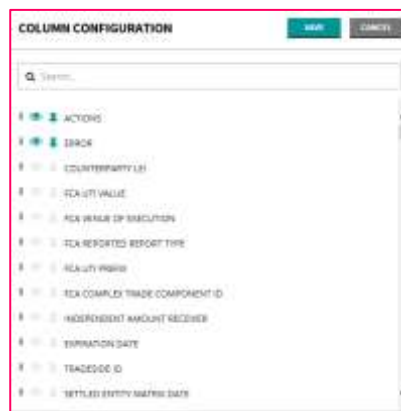 COLUMN CONFIGURATION
SAVE
CANCEL
Search...
ACTIONS
ERROR
COUNTERPARTY LEI
FCA UTI VALUE
FCA VENUE OF EXECUTION
FCA REPORTED REPORT TYPE
FCA UTI PREFIX
FCA COMPLEX TRADE COMPONENT ID
INDEPENDENT AMOUNT RECEIVER
EXPIRATION DATE
TRADESIDE ID
SETTLED ENTITY MATRIX DATE